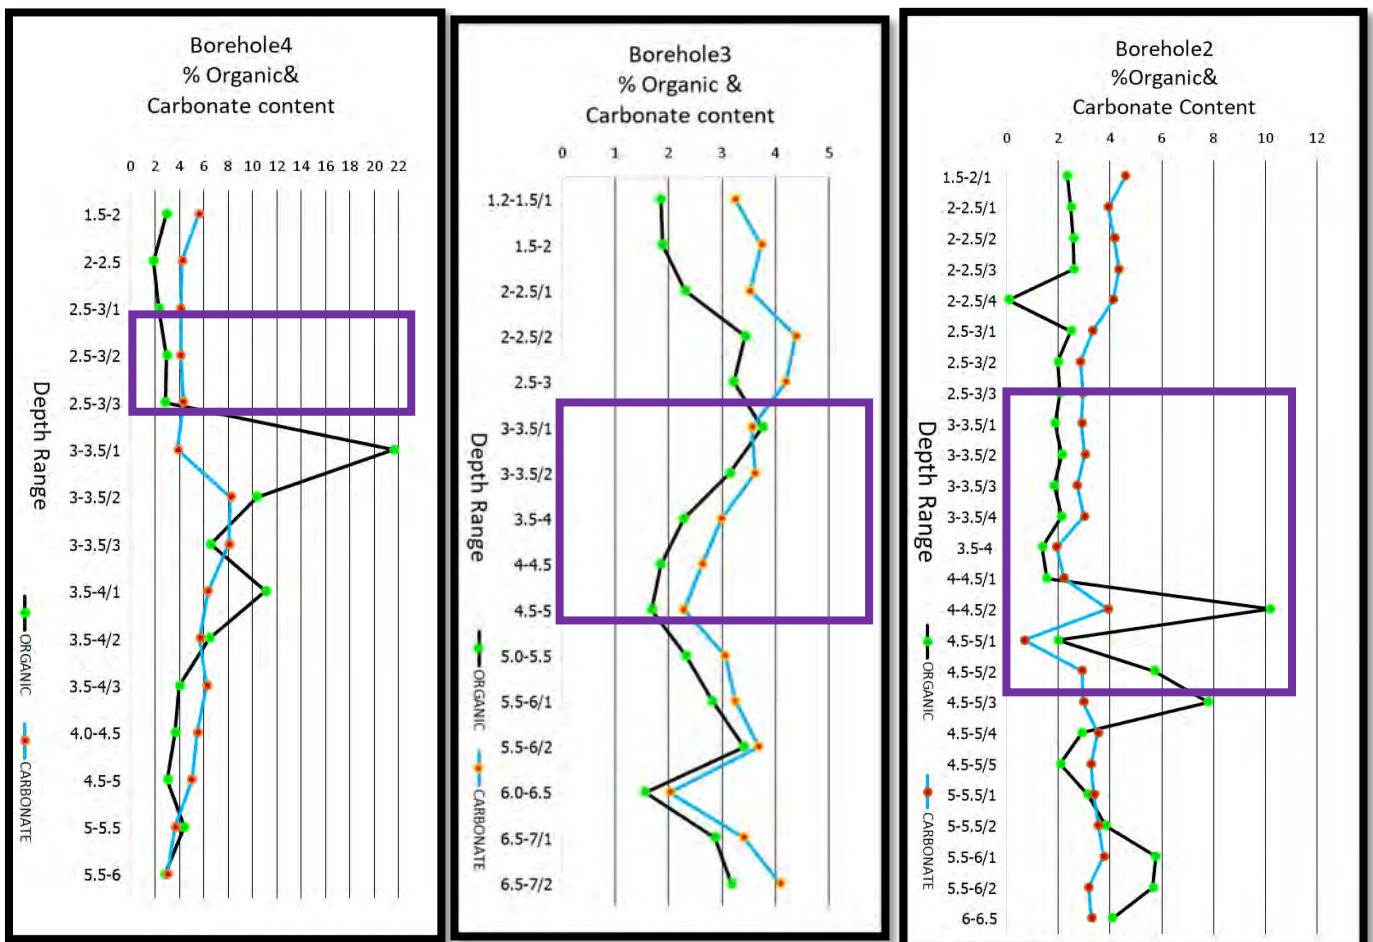 Borehole4
% Organic&
Carbonate content
0 2 4 6 8 10 12 14 16 18 20 22
1.5-2
2-2.5
2.5-3/1
2.5-3/2
2.5-3/3
3-3.5/1
3-3.5/2
3-3.5/3
3.5-4/1
3.5-4/2
3.5-4/3
4.0-4.5
4.5-5
5-5.5
5.5-6
Depth Range
ORGANIC
CARBONATE
Borehole3
% Organic &
Carbonate content
0 1 2 3 4 5
1.2-1.5/1
1.5-2
2-2.5/1
2-2.5/2
2.5-3
3-3.5/1
3-3.5/2
3.5-4
4-4.5
4.5-5
5.0-5.5
5.5-6/1
5.5-6/2
6.0-6.5
6.5-7/1
6.5-7/2
Depth Range
ORGANIC
CARBONATE
Borehole2
%Organic&
Carbonate Content
0 2 4 6 8 10 12
1.5-2/1
2-2.5/1
2-2.5/2
2-2.5/3
2-2.5/4
2.5-3/1
2.5-3/2
2.5-3/3
3-3.5/1
3-3.5/2
3-3.5/3
3-3.5/4
3.5-4
4-4.5/1
4-4.5/2
4.5-5/1
4.5-5/2
4.5-5/3
4.5-5/4
4.5-5/5
5-5.5/1
5-5.5/2
5.5-6/1
5.5-6/2
6-6.5
Depth Range
ORGANIC
CARBONATE